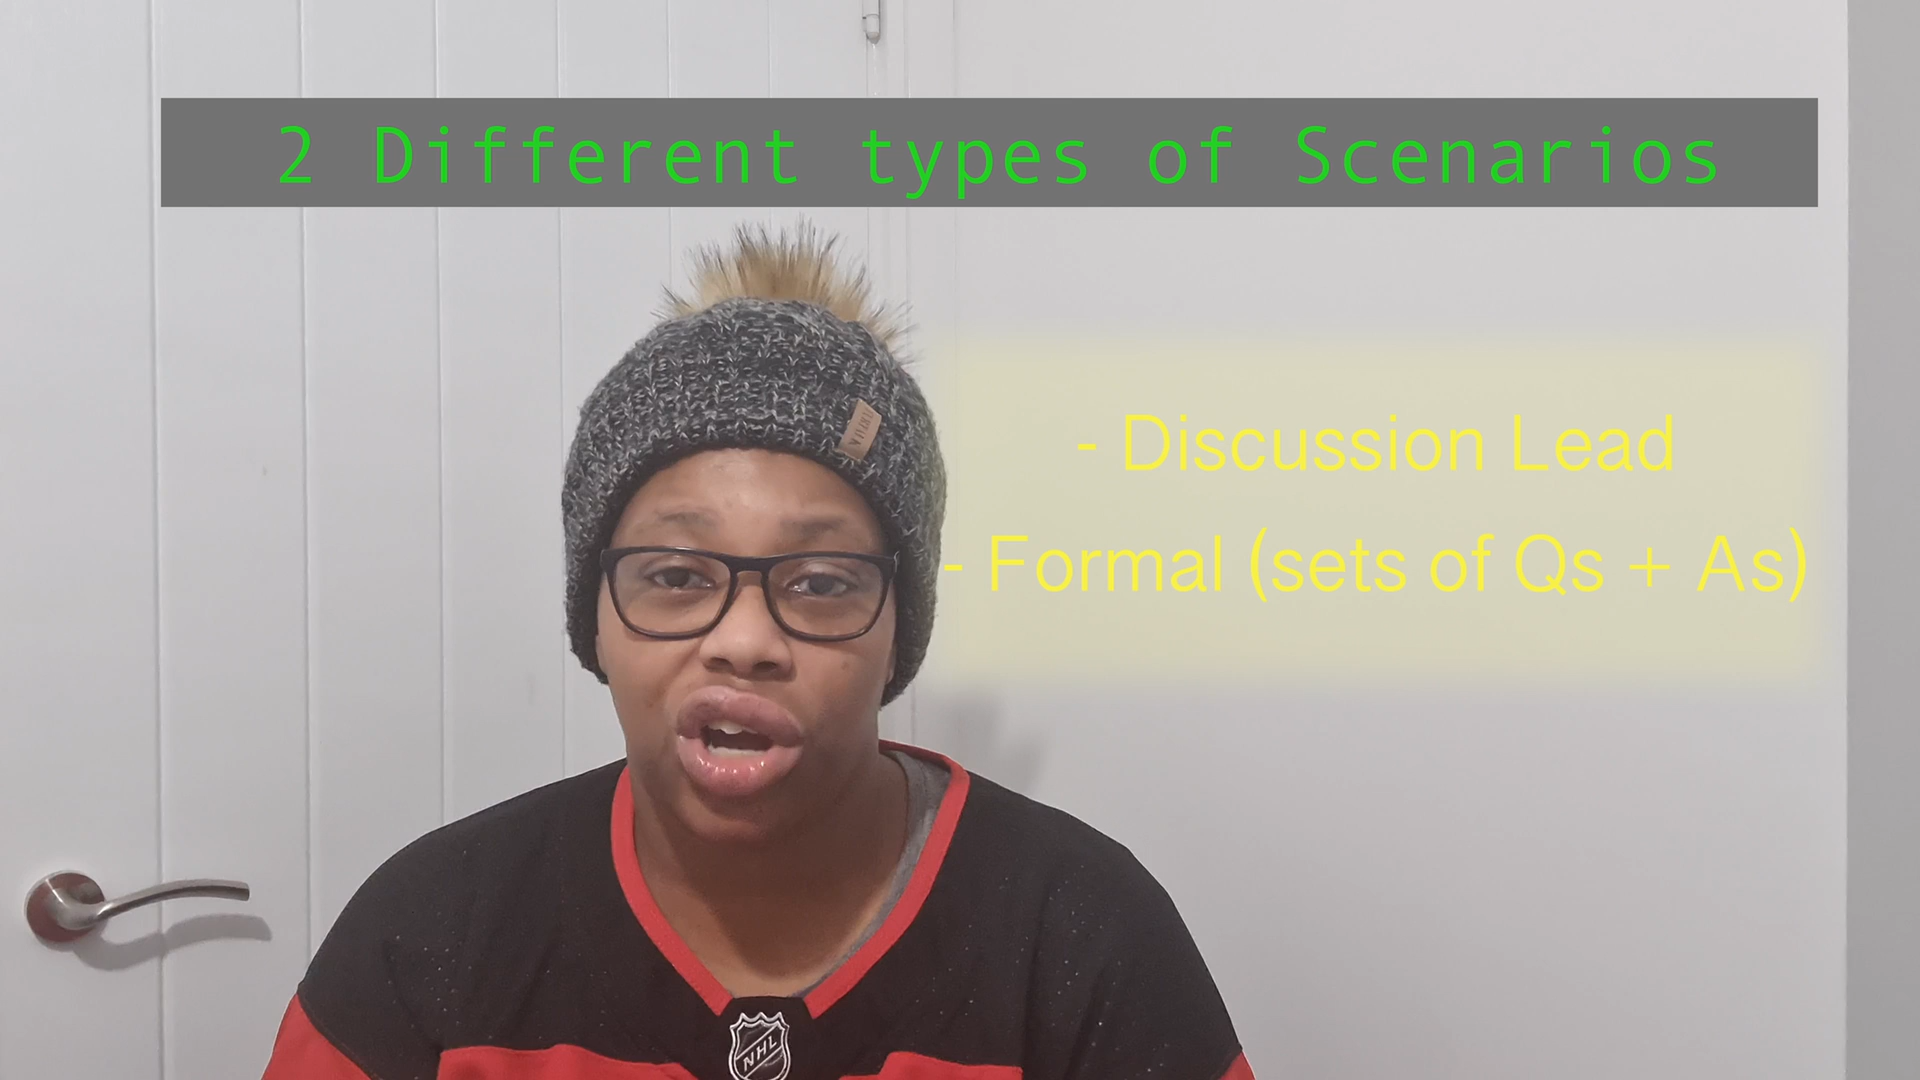 2 Different types of Scenarios
- Discussion Lead
- Formal (sets of Qs + As)
NHL